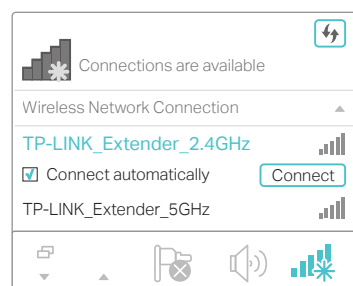 Connections are available
Wireless Network Connection
TP-LINK_Extender_2.4GHz
Connect automatically Connect
TP-LINK_Extender_5GHz